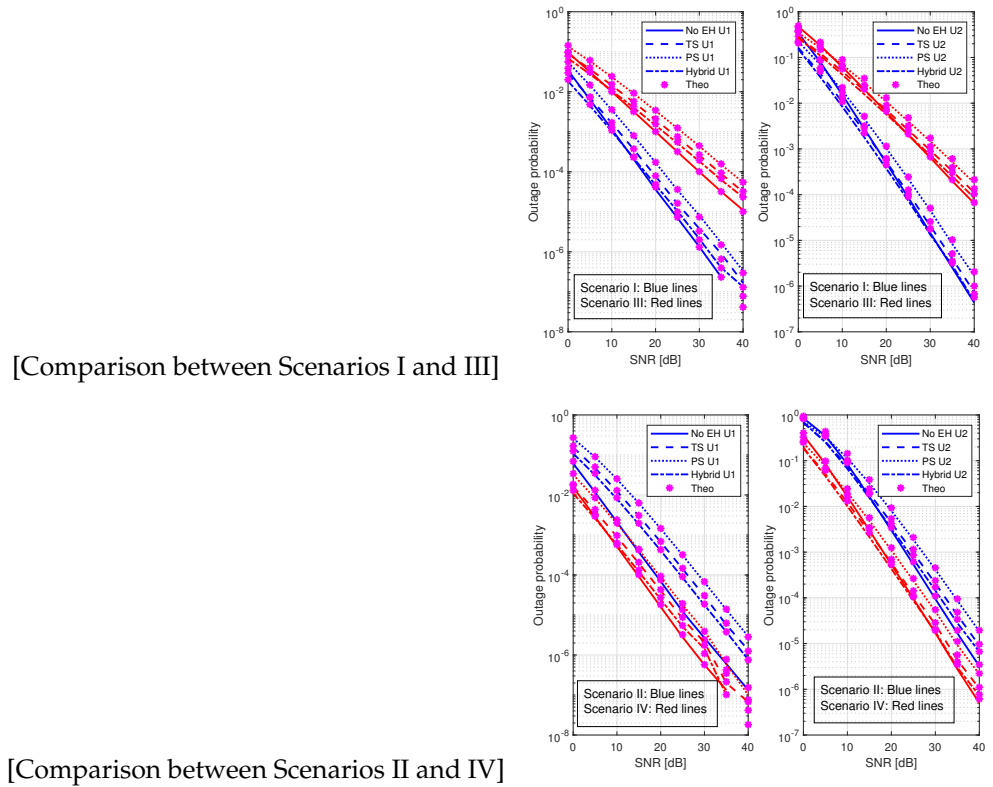 10^0
10^-2
10^-4
10^-6
10^-8
Outage probability
0 10 20 30 40
SNR [dB]
No EH U1
TS U1
PS U1
Hybrid U1
Theo
Scenario I: Blue lines
Scenario III: Red lines
10^0
10^-1
10^-2
10^-3
10^-4
10^-5
10^-6
10^-7
Outage probability
0 10 20 30 40
SNR [dB]
No EH U2
TS U2
PS U2
Hybrid U2
Theo
Scenario I: Blue lines
Scenario III: Red lines
[Comparison between Scenarios I and III]
10^0
10^-2
10^-4
10^-6
10^-8
Outage probability
0 10 20 30 40
SNR [dB]
No EH U1
TS U1
PS U1
Hybrid U1
Theo
Scenario II: Blue lines
Scenario IV: Red lines
10^0
10^-1
10^-2
10^-3
10^-4
10^-5
10^-6
10^-7
Outage probability
0 10 20 30 40
SNR [dB]
No EH U2
TS U2
PS U2
Hybrid U2
Theo
Scenario II: Blue lines
Scenario IV: Red lines
[Comparison between Scenarios II and IV]